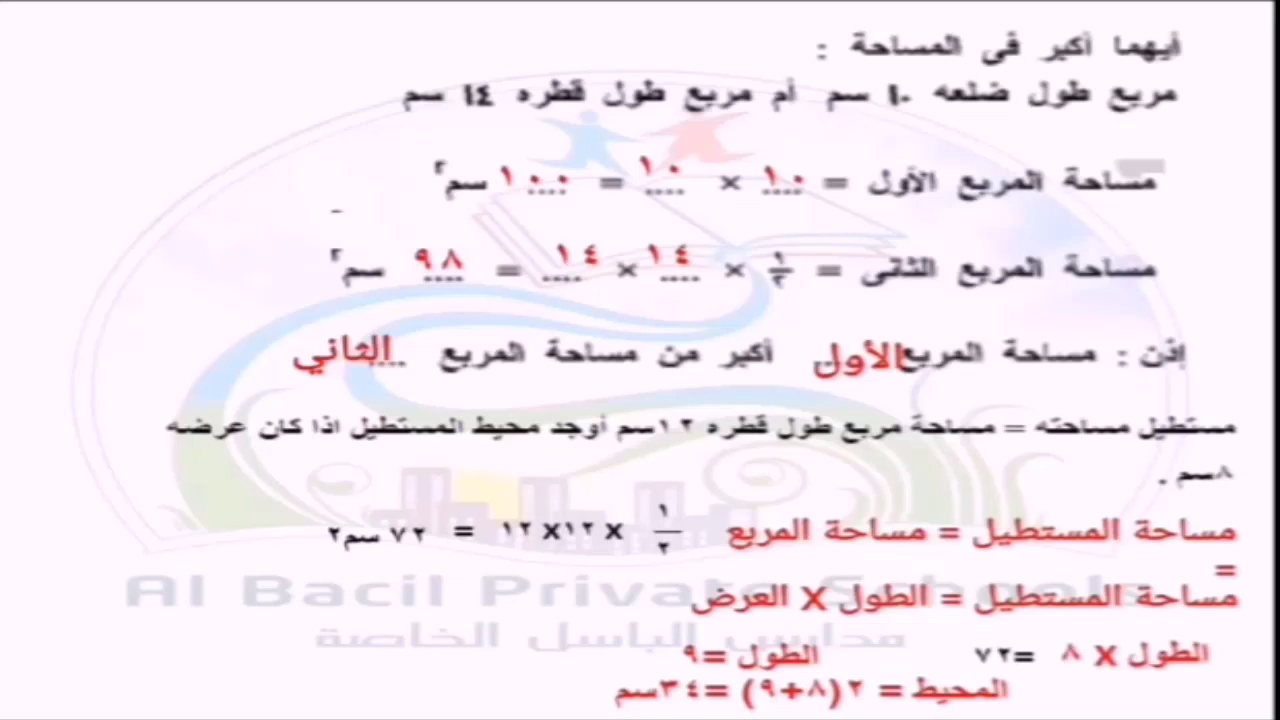 أيهما أكبر فى المساحة :
مربع طول ضلعه ١٠ سم أم مربع طول قطره ١٤ سم
مساحة المربع الأول = ١٠ × ١٠ = ١٠٠ سم٢
مساحة المربع الثانى = ١/٢ × ١٤ × ١٤ = ٩٨ سم٢
إذن : مساحة المربع الأول أكبر من مساحة المربع الثاني
مستطيل مساحته = مساحة مربع طول قطره ١٢سم أوجد محيط المستطيل اذا كان عرضه
٨سم .
مساحة المستطيل = مساحة المربع ١/٢ X ١٢X١٢ = ٧٢ سم٢
=
مساحة المستطيل = الطول X العرض
Al Bacil Private Schools
مدارس الباسل الخاصة
الطول X ٨ =٧٢ الطول =٩
المحيط = ٢(٨+٩) =٣٤سم